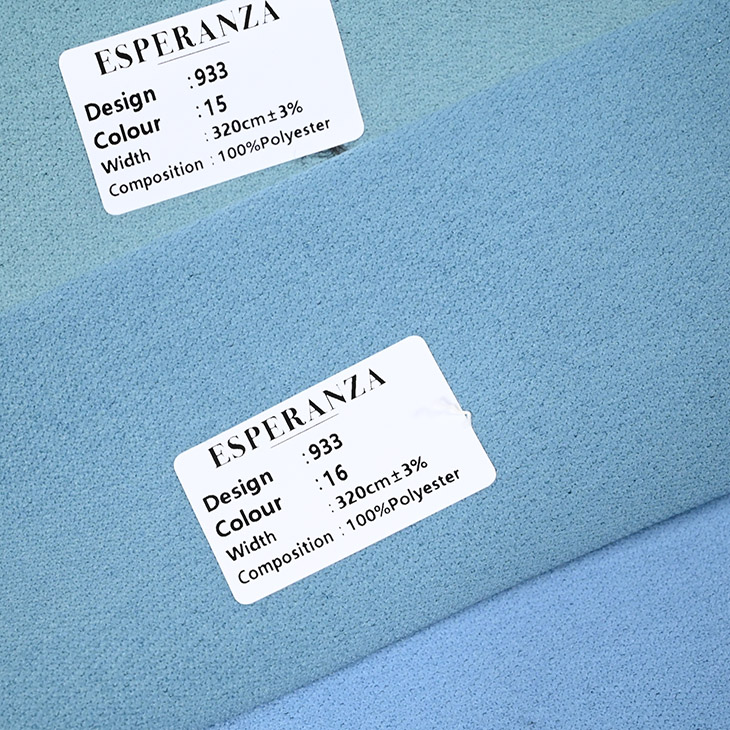 ESPERANZA
Design :933
Colour :15
Width : 320cm±3%
Composition : 100%Polyester
ESPERANZA
Design :933
Colour : 16
Width : 320cm±3%
Composition : 100%Polyester